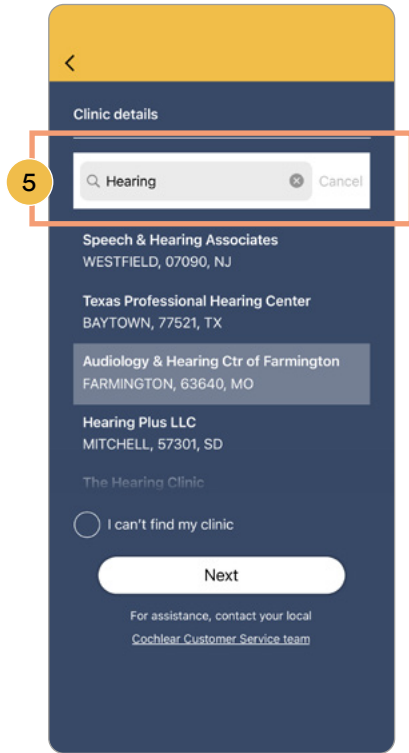 Clinic details
5
Hearing Cancel
Speech & Hearing Associates
WESTFIELD, 07090, NJ
Texas Professional Hearing Center
BAYTOWN, 77521, TX
Audiology & Hearing Ctr of Farmington
FARMINGTON, 63640, MO
Hearing Plus LLC
MITCHELL, 57301, SD
The Hearing Clinic
I can't find my clinic
Next
For assistance, contact your local
Cochlear Customer Service team